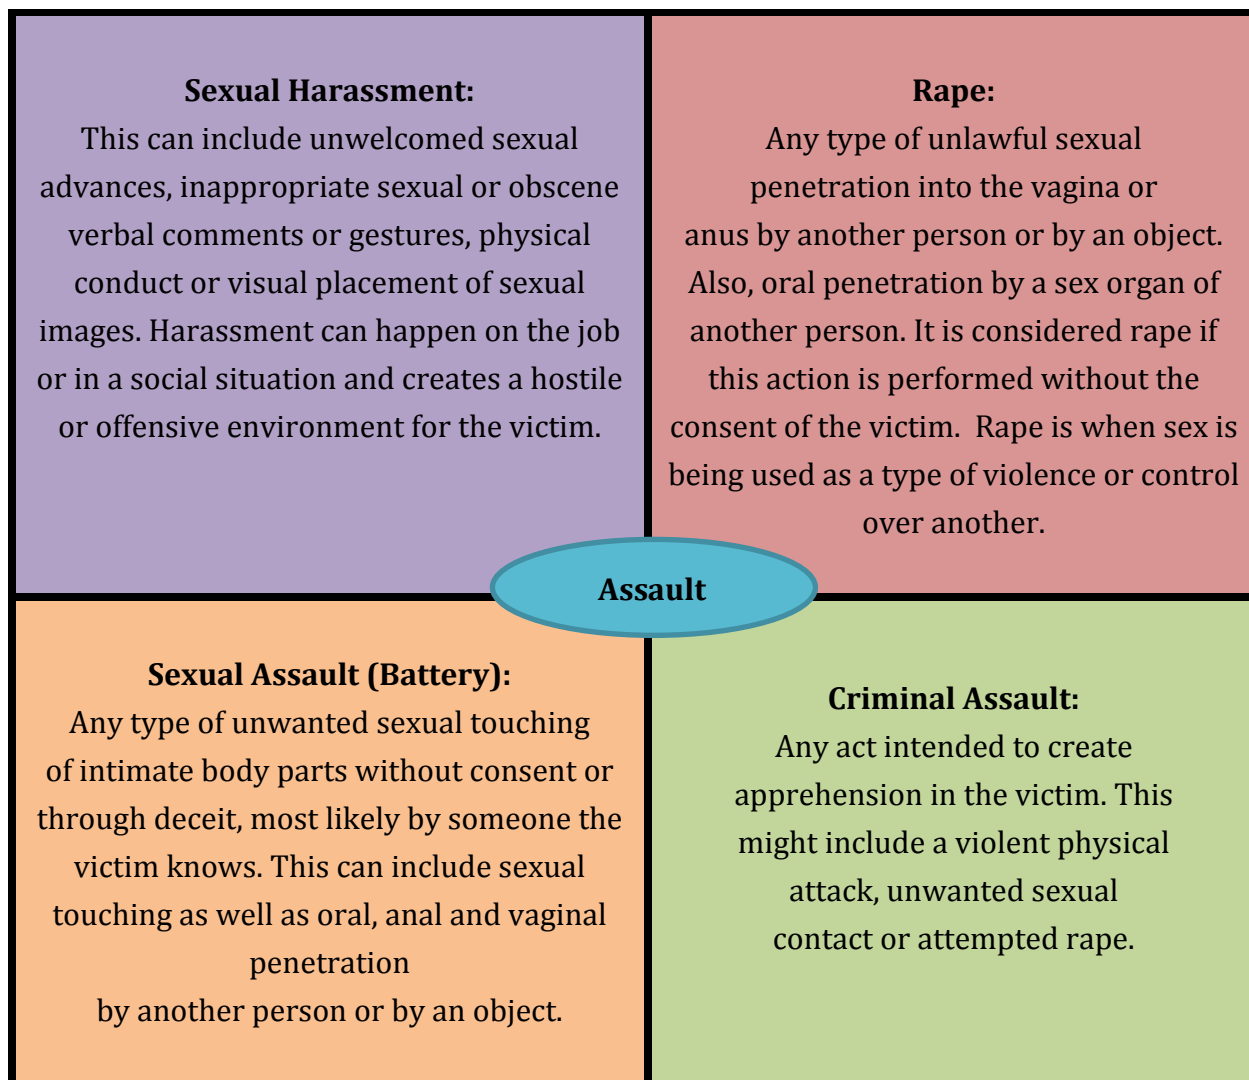 Sexual Harassment:
This can include unwelcomed sexual
advances, inappropriate sexual or obscene
verbal comments or gestures, physical
conduct or visual placement of sexual
images. Harassment can happen on the job
or in a social situation and creates a hostile
or offensive environment for the victim.
Rape:
Any type of unlawful sexual
penetration into the vagina or
anus by another person or by an object.
Also, oral penetration by a sex organ of
another person. It is considered rape if
this action is performed without the
consent of the victim.  Rape is when sex is
being used as a type of violence or control
over another.
Assault
Sexual Assault (Battery):
Any type of unwanted sexual touching
of intimate body parts without consent or
through deceit, most likely by someone the
victim knows. This can include sexual
touching as well as oral, anal and vaginal
penetration
by another person or by an object.
Criminal Assault:
Any act intended to create
apprehension in the victim. This
might include a violent physical
attack, unwanted sexual
contact or attempted rape.